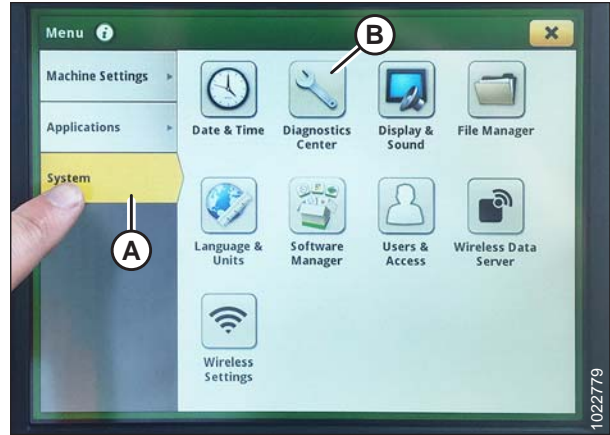 Menu i
B
Machine Settings
Applications
System
A
Date & Time
Diagnostics
Center
Display &
Sound
File Manager
Language &
Units
Software
Manager
Users &
Access
Wireless Data
Server
Wireless
Settings
1022779